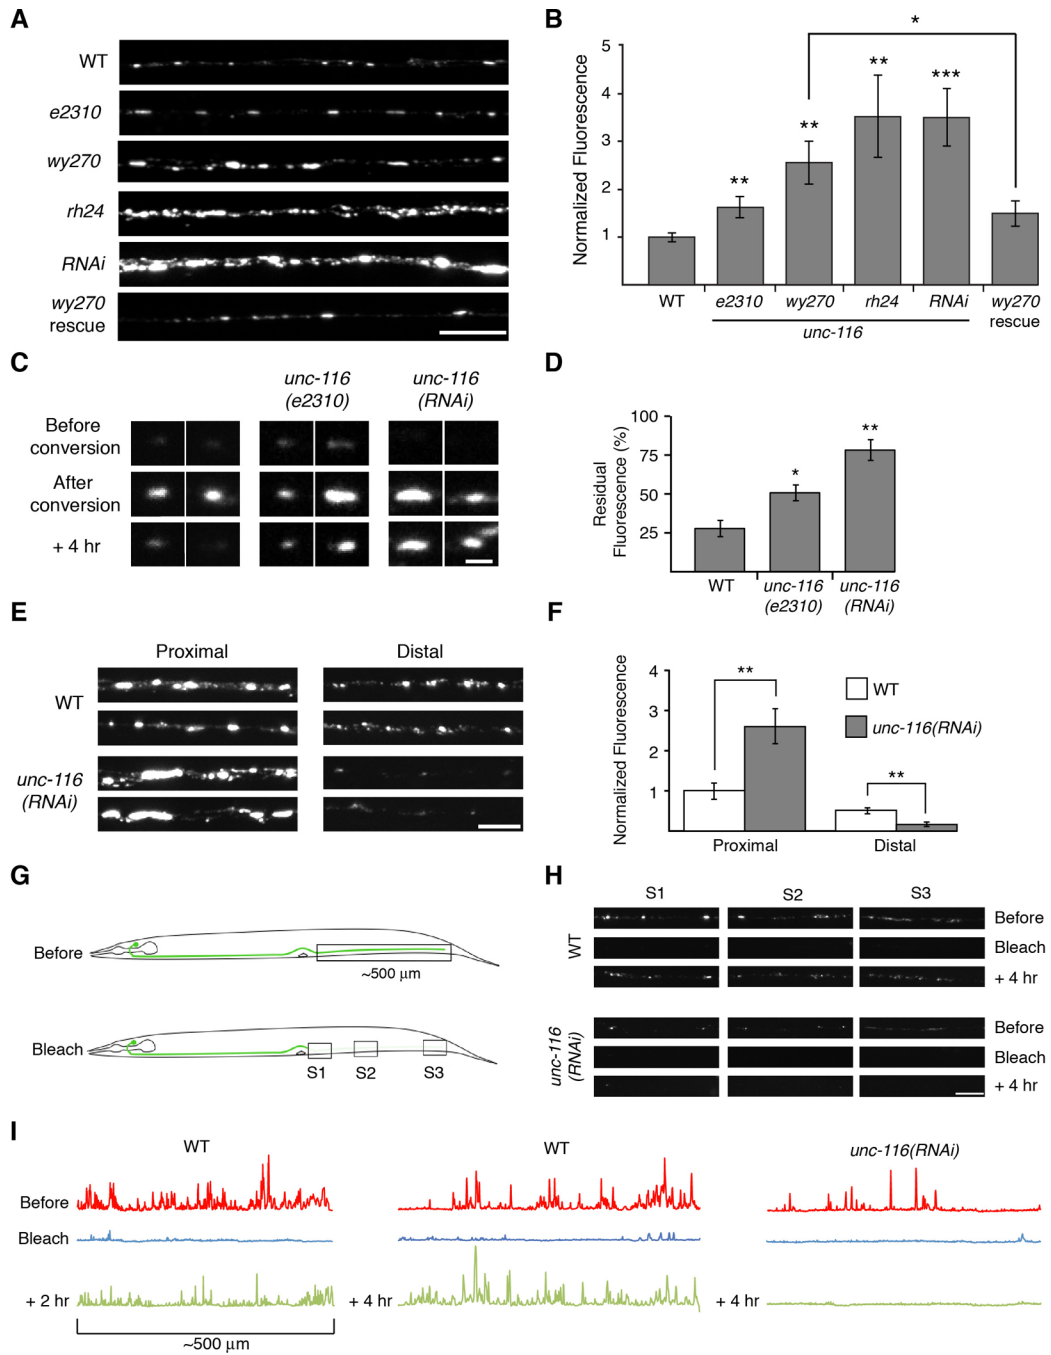 A
WT
e2310
wy270
rh24
RNAi
wy270
rescue
B
Normalized Fluorescence
5
4
3
2
1
**
**
**
***
*
WT
e2310
wy270
rh24
RNAi
wy270
rescue
unc-116
C
unc-116
(e2310)
unc-116
(RNAi)
Before
conversion
After
conversion
+ 4 hr
D
Residual
Fluorescence (%)
100
75
50
25
*
**
WT
unc-116
(e2310)
unc-116
(RNAi)
E
Proximal
Distal
WT
unc-116
(RNAi)
F
Normalized Fluorescence
4
3
2
1
**
**
WT
unc-116(RNAi)
Proximal
Distal
G
Before
~500 µm
Bleach
S1
S2
S3
H
S1
S2
S3
WT
Before
Bleach
+ 4 hr
unc-116
(RNAi)
Before
Bleach
+ 4 hr
I
WT
WT
unc-116(RNAi)
Before
Bleach
+ 2 hr
+ 4 hr
+ 4 hr
~500 µm